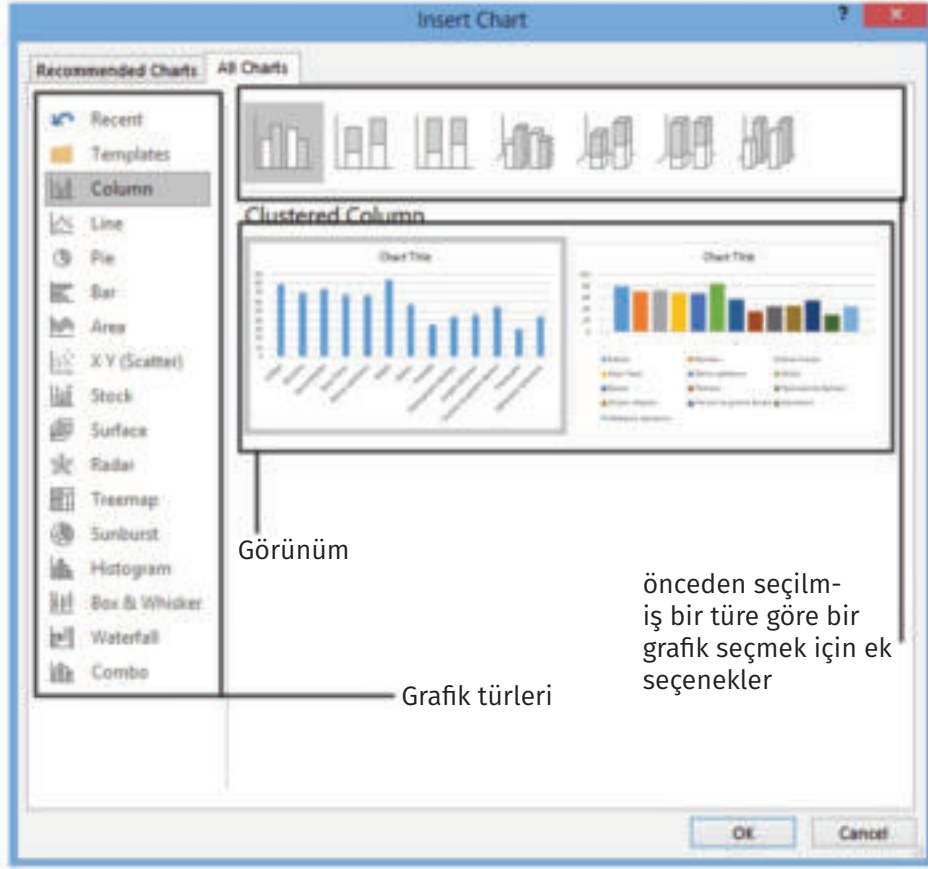 Insert Chart
?
Recommended Charts
All Charts
Recent
Templates
Column
Line
Pie
Bar
Area
X Y (Scatter)
Stock
Surface
Radar
Treemap
Sunburst
Histogram
Box & Whisker
Waterfall
Combo
Clustered Column
Chart Title
Chart Title
Görünüm
önceden seçilm-
iş bir türe göre bir
grafik seçmek için ek
seçenekler
Grafik türleri
OK
Cancel